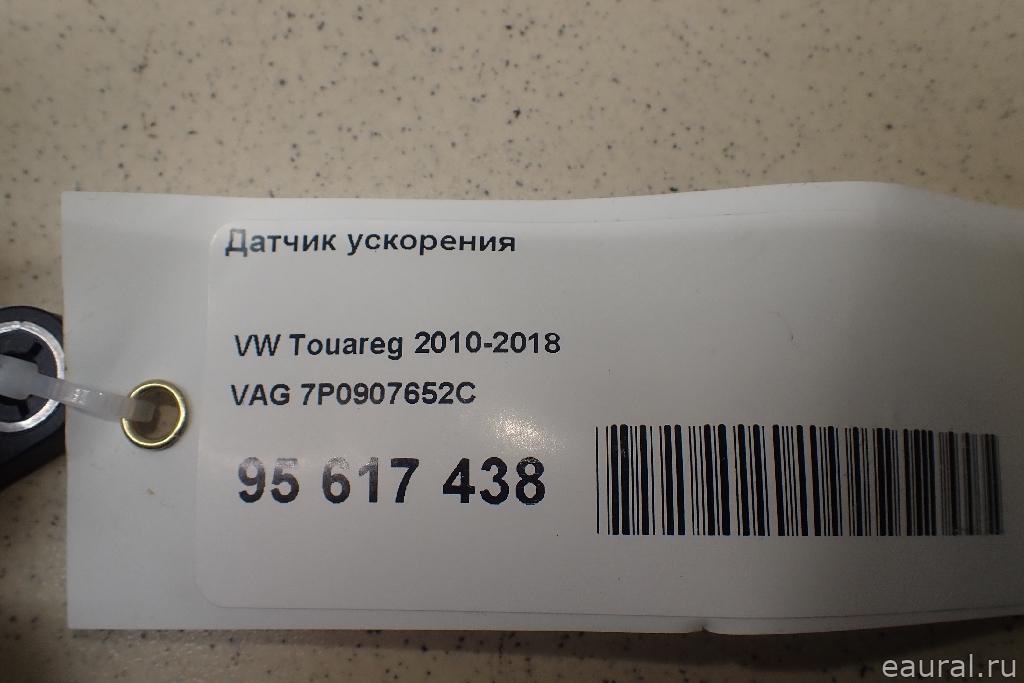 Датчик ускорения
VW Touareg 2010-2018
VAG 7P0907652C
95 617 438
eaural.ru